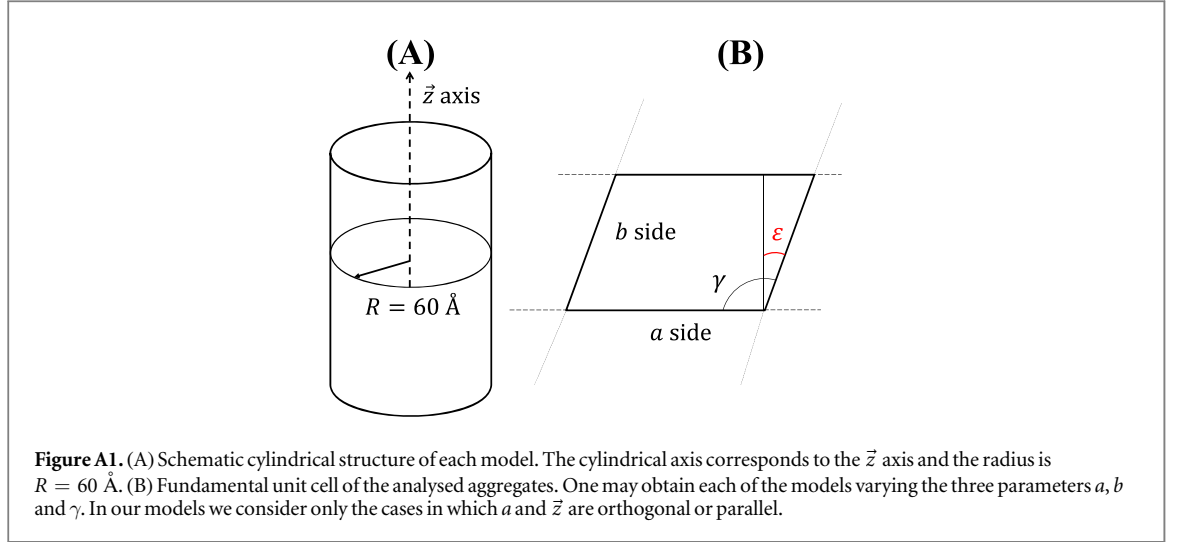 (A)
(B)
z⃗ axis
R = 60 Å
b side
ε
γ
a side
Figure A1. (A) Schematic cylindrical structure of each model. The cylindrical axis corresponds to the z⃗ axis and the radius is
R = 60 Å. (B) Fundamental unit cell of the analysed aggregates. One may obtain each of the models varying the three parameters a, b
and γ. In our models we consider only the cases in which a and z⃗ are orthogonal or parallel.